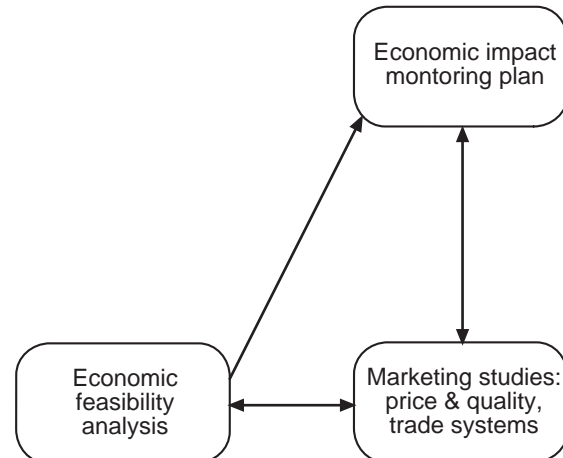 Economic impact
montoring plan
Economic
feasibility
analysis
Marketing studies:
price & quality,
trade systems